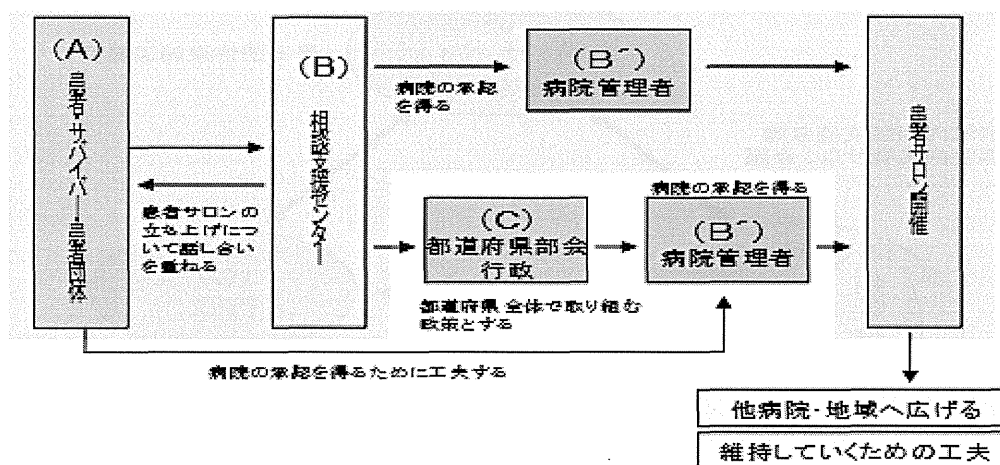 (A)
患者・サバイバー・患者団体
(B)
相談支援センター
病院の承認
を得る
(B´)
病院管理者
患者サロン開催
患者サロンの
立ち上げについ
て話し合い
を重ねる
(C)
都道府県部会
行政
都道府県全体で取り組む
政策とする
病院の承認を得る
(B´)
病院管理者
病院の承認を得るために工夫する
他病院・地域へ広げる
維持していくための工夫